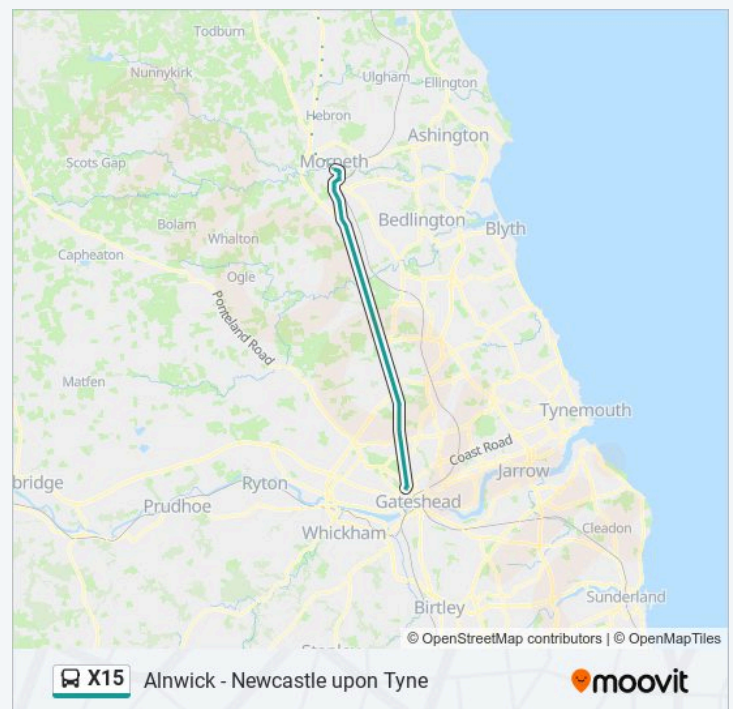 Todburn
Nunnykirk
Ulgham
Ellington
Hebron
Ashington
Scots Gap
Morpeth
Bedlington
Bolam
Blyth
Whalton
Capheaton
Ogle
Ponteland Road
Matfen
Tynemouth
Coast Road
Jarrow
bridge
Ryton
Prudhoe
Gateshead
Whickham
Cleadon
Sunderland
Birtley
© OpenStreetMap contributors | © OpenMapTiles
X15 Alnwick - Newcastle upon Tyne
moovit